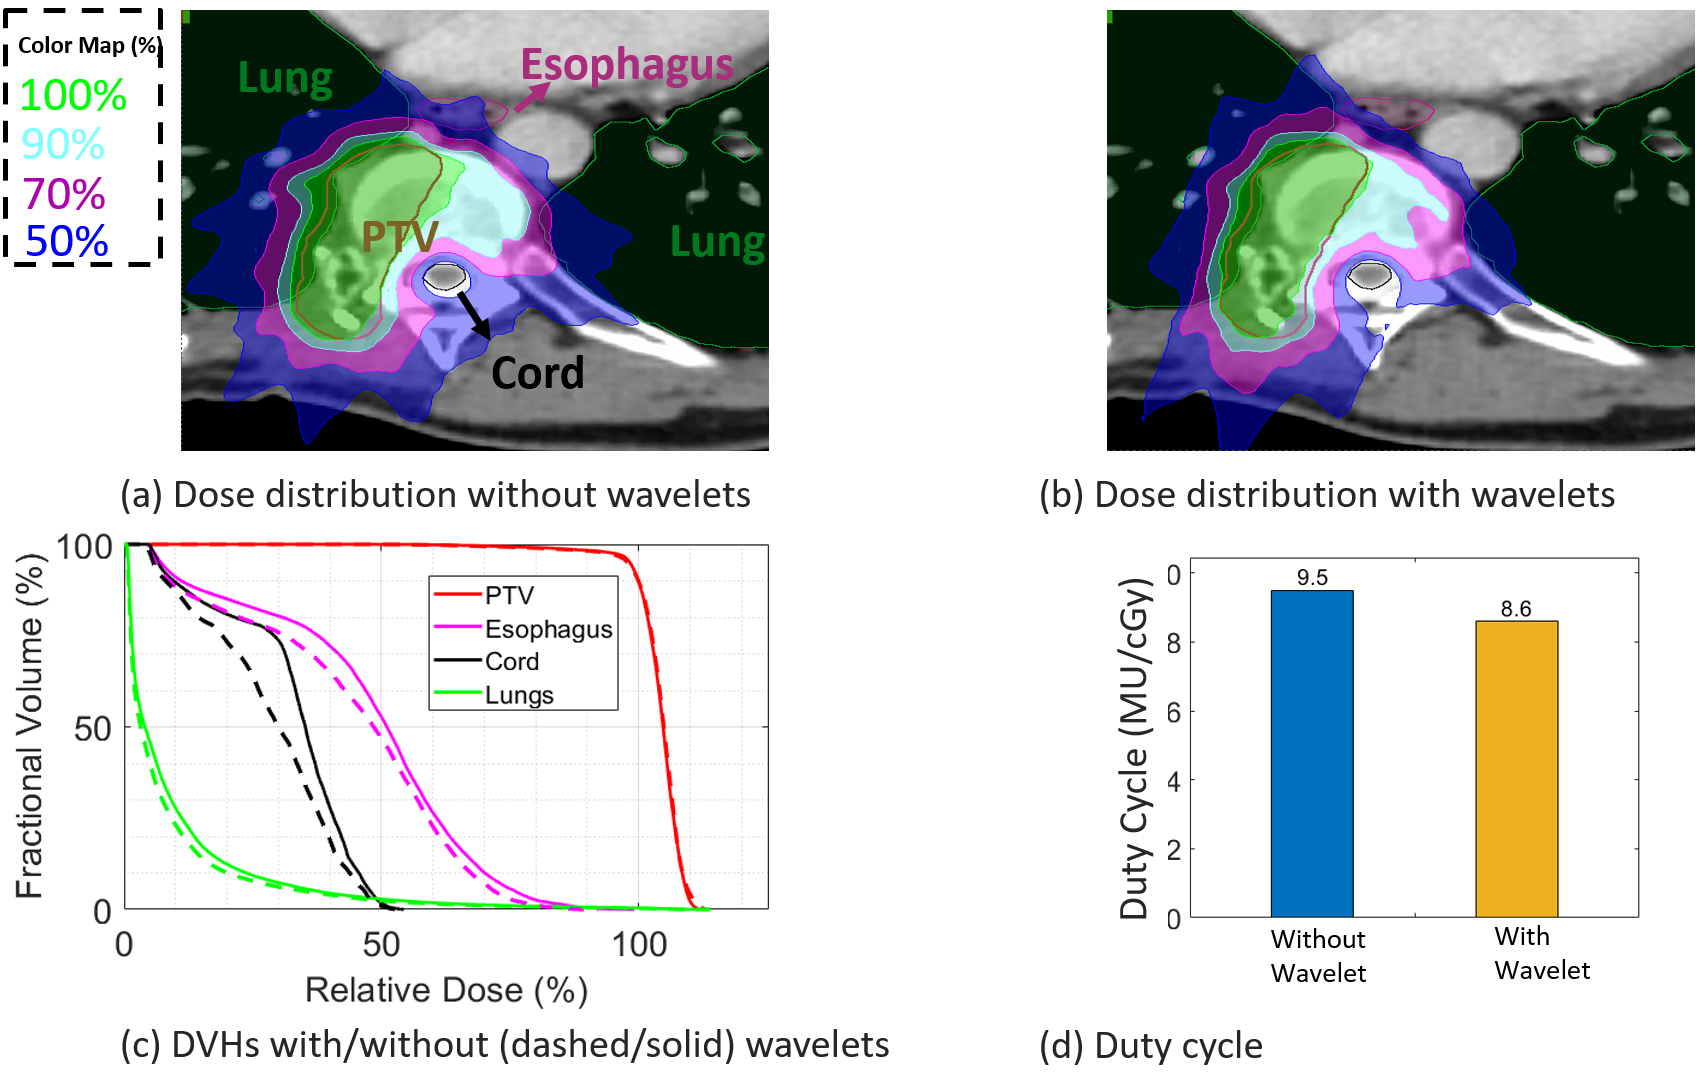 Color Map (%)
100%
90%
70%
50%
Lung
Esophagus
PTV
Lung
Cord
(a) Dose distribution without wavelets
(b) Dose distribution with wavelets
Fractional Volume (%)
100
50
0
0
50
100
Relative Dose (%)
PTV
Esophagus
Cord
Lungs
(c) DVHs with/without (dashed/solid) wavelets
Duty Cycle (MU/cGy)
0
8
6
4
2
0
9.5
8.6
Without
Wavelet
With
Wavelet
(d) Duty cycle